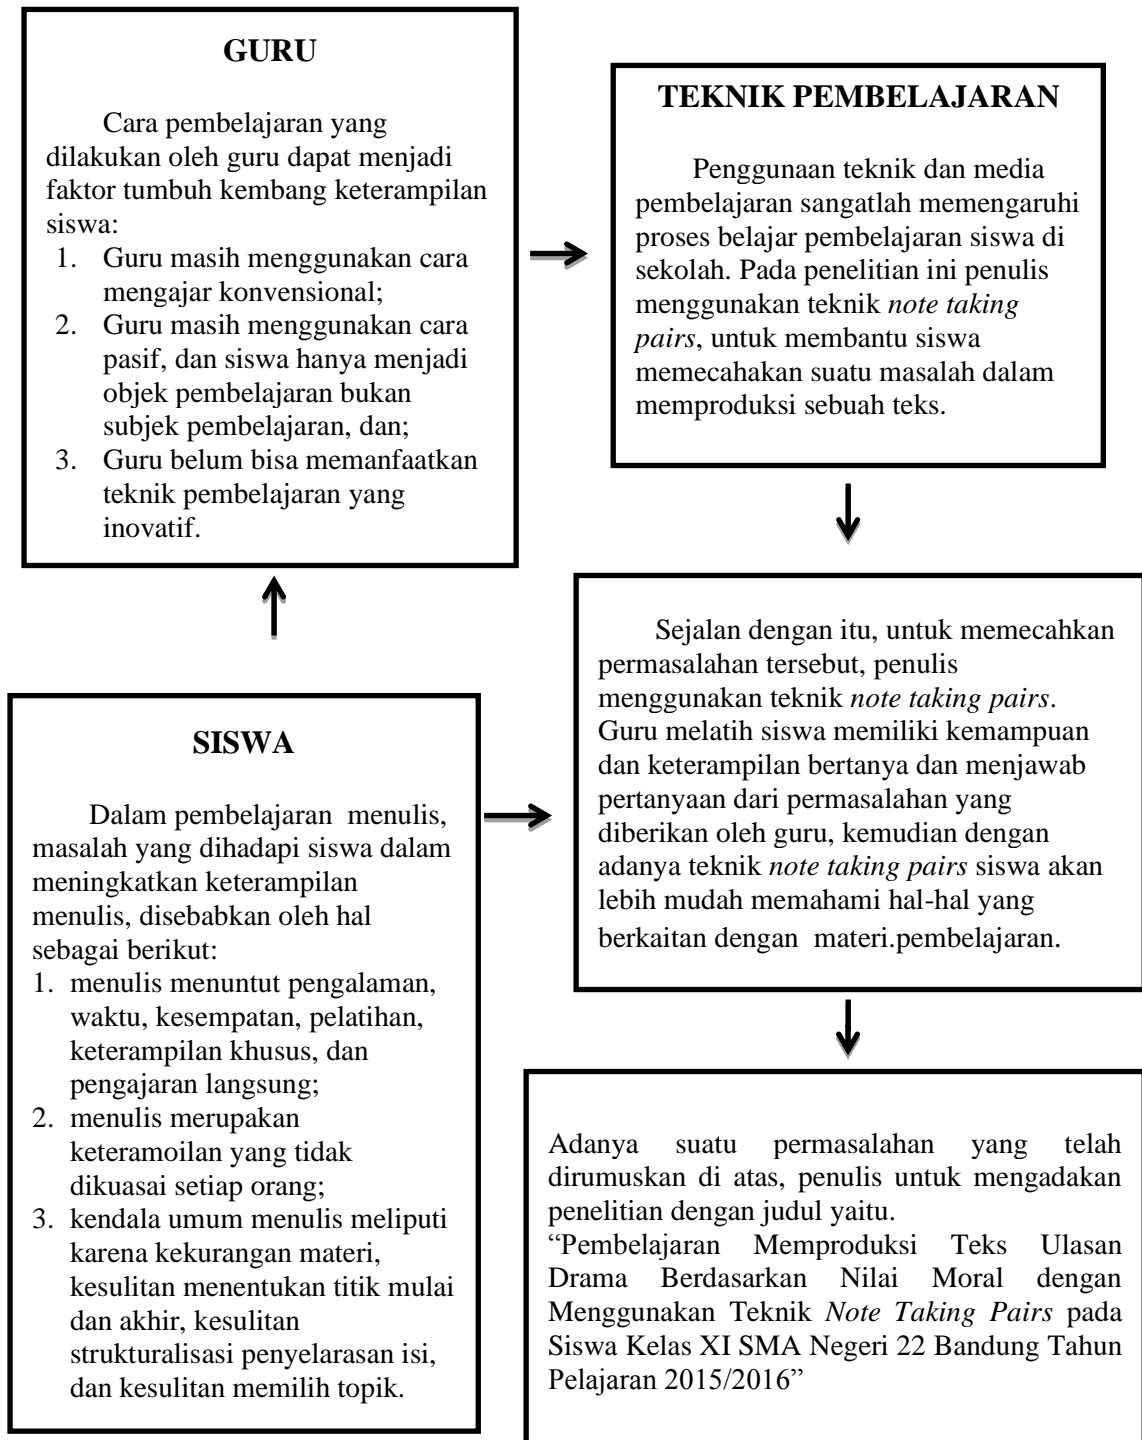 GURU
Cara pembelajaran yang
dilakukan oleh guru dapat menjadi
faktor tumbuh kembang keterampilan
siswa:
1. Guru masih menggunakan cara
mengajar konvensional;
2. Guru masih menggunakan cara
pasif, dan siswa hanya menjadi
objek pembelajaran bukan
subjek pembelajaran, dan;
3. Guru belum bisa memanfaatkan
teknik pembelajaran yang
inovatif.
TEKNIK PEMBELAJARAN
Penggunaan teknik dan media
pembelajaran sangatlah memengaruhi
proses belajar pembelajaran siswa di
sekolah. Pada penelitian ini penulis
menggunakan teknik note taking
pairs, untuk membantu siswa
memecahakan suatu masalah dalam
memproduksi sebuah teks.
SISWA
Dalam pembelajaran menulis,
masalah yang dihadapi siswa dalam
meningkatkan keterampilan
menulis, disebabkan oleh hal
sebagai berikut:
1. menulis menuntut pengalaman,
waktu, kesempatan, pelatihan,
keterampilan khusus, dan
pengajaran langsung;
2. menulis merupakan
keteramoilan yang tidak
dikuasai setiap orang;
3. kendala umum menulis meliputi
karena kekurangan materi,
kesulitan menentukan titik mulai
dan akhir, kesulitan
strukturalisasi penyelarasan isi,
dan kesulitan memilih topik.
Sejalan dengan itu, untuk memecahkan
permasalahan tersebut, penulis
menggunakan teknik note taking pairs.
Guru melatih siswa memiliki kemampuan
dan keterampilan bertanya dan menjawab
pertanyaan dari permasalahan yang
diberikan oleh guru, kemudian dengan
adanya teknik note taking pairs siswa akan
lebih mudah memahami hal-hal yang
berkaitan dengan materi.pembelajaran.
Adanya suatu permasalahan yang telah
dirumuskan di atas, penulis untuk mengadakan
penelitian dengan judul yaitu.
“Pembelajaran Memproduksi Teks Ulasan
Drama Berdasarkan Nilai Moral dengan
Menggunakan Teknik Note Taking Pairs pada
Siswa Kelas XI SMA Negeri 22 Bandung Tahun
Pelajaran 2015/2016”